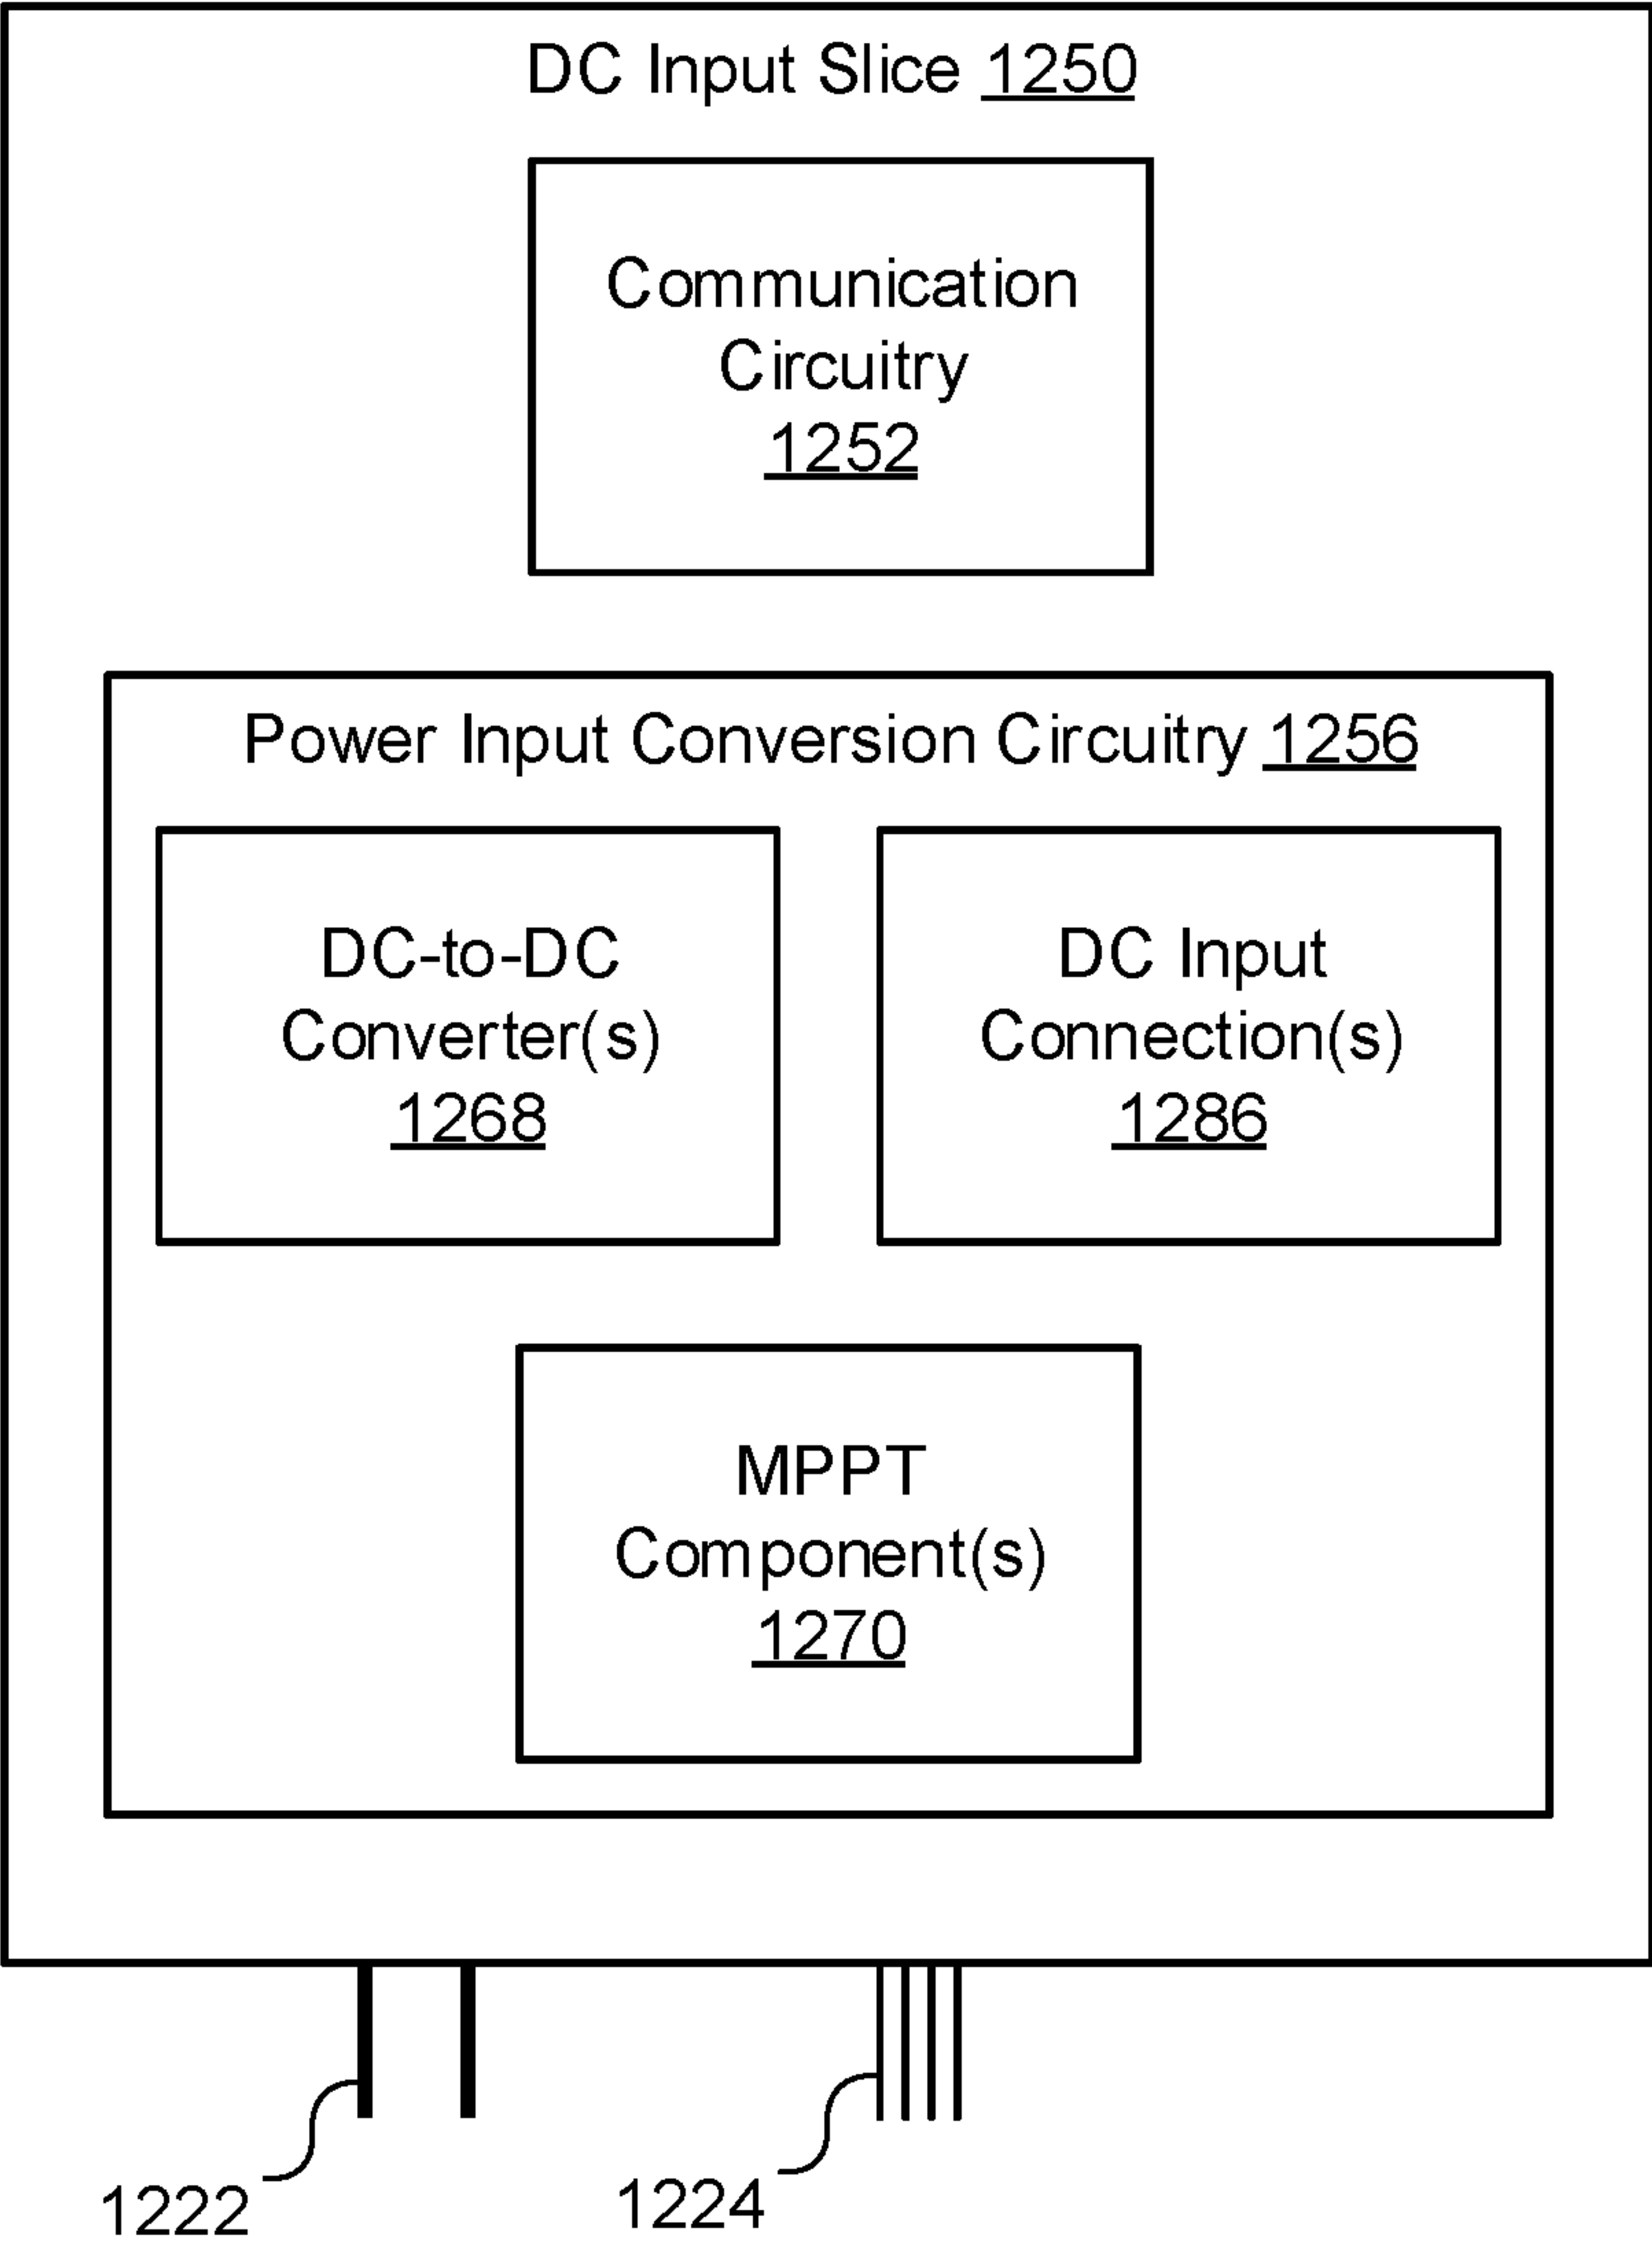 DC Input Slice 1250
Communication
Circuitry
1252
Power Input Conversion Circuitry 1256
DC-to-DC
Converter(s)
1268
DC Input
Connection(s)
1286
MPPT
Component(s)
1270
1222
1224